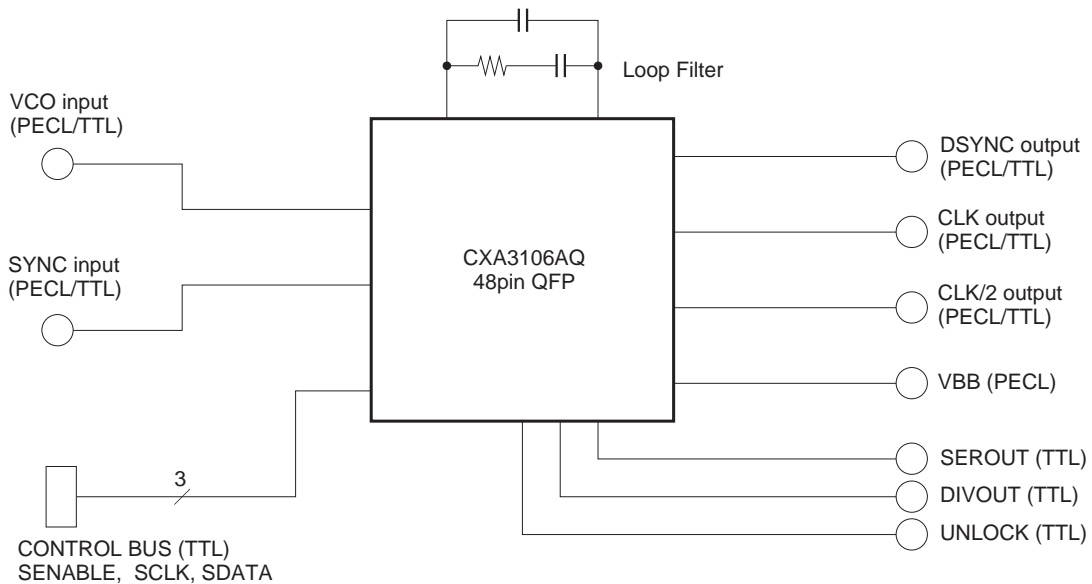 Loop Filter
VCO input
(PECL/TTL)
SYNC input
(PECL/TTL)
3
CONTROL BUS (TTL)
SENABLE, SCLK, SDATA
CXA3106AQ
48pin QFP
DSYNC output
(PECL/TTL)
CLK output
(PECL/TTL)
CLK/2 output
(PECL/TTL)
VBB (PECL)
SEROUT (TTL)
DIVOUT (TTL)
UNLOCK (TTL)